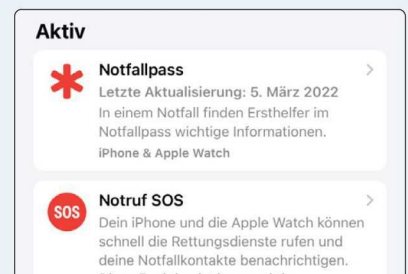 Aktiv
Notfallpass
Letzte Aktualisierung: 5. März 2022
In einem Notfall finden Ersthelfer im
Notfallpass wichtige Informationen.
iPhone & Apple Watch
SOS
Notruf SOS
Dein iPhone und die Apple Watch können
schnell die Rettungsdienste rufen und
deine Notfallkontakte benachrichtigen.